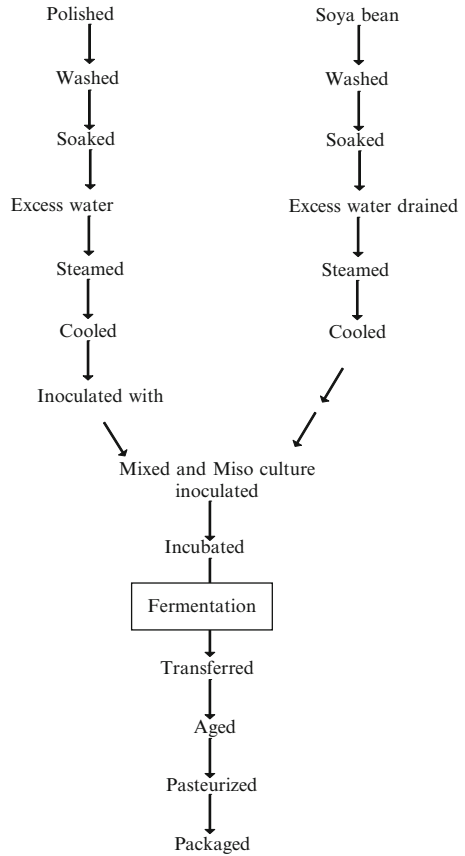 Polished
Washed
Soaked
Excess water
Steamed
Cooled
Inoculated with
Soya bean
Washed
Soaked
Excess water drained
Steamed
Cooled
Mixed and Miso culture
inoculated
Incubated
Fermentation
Transferred
Aged
Pasteurized
Packaged